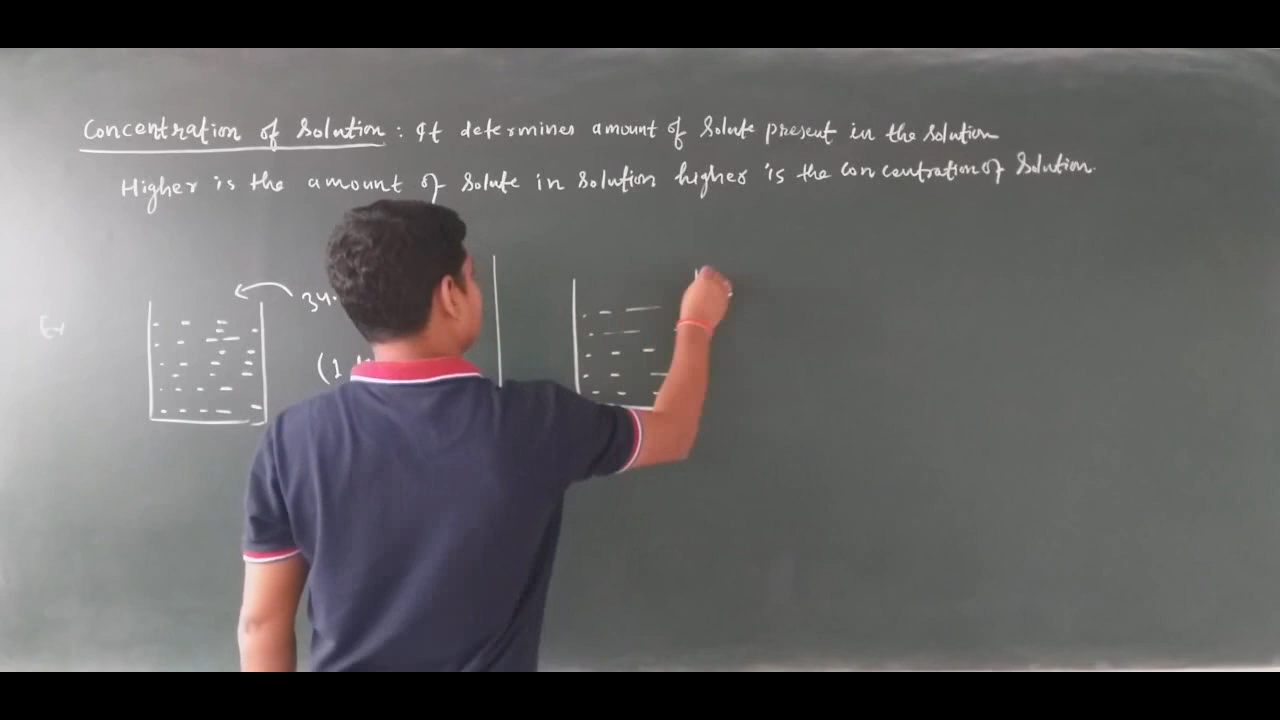 Concentration of Solution : It determines amount of Solute present in the solution
Higher is the amount of Solute in Solution higher is the concentration of Solution.